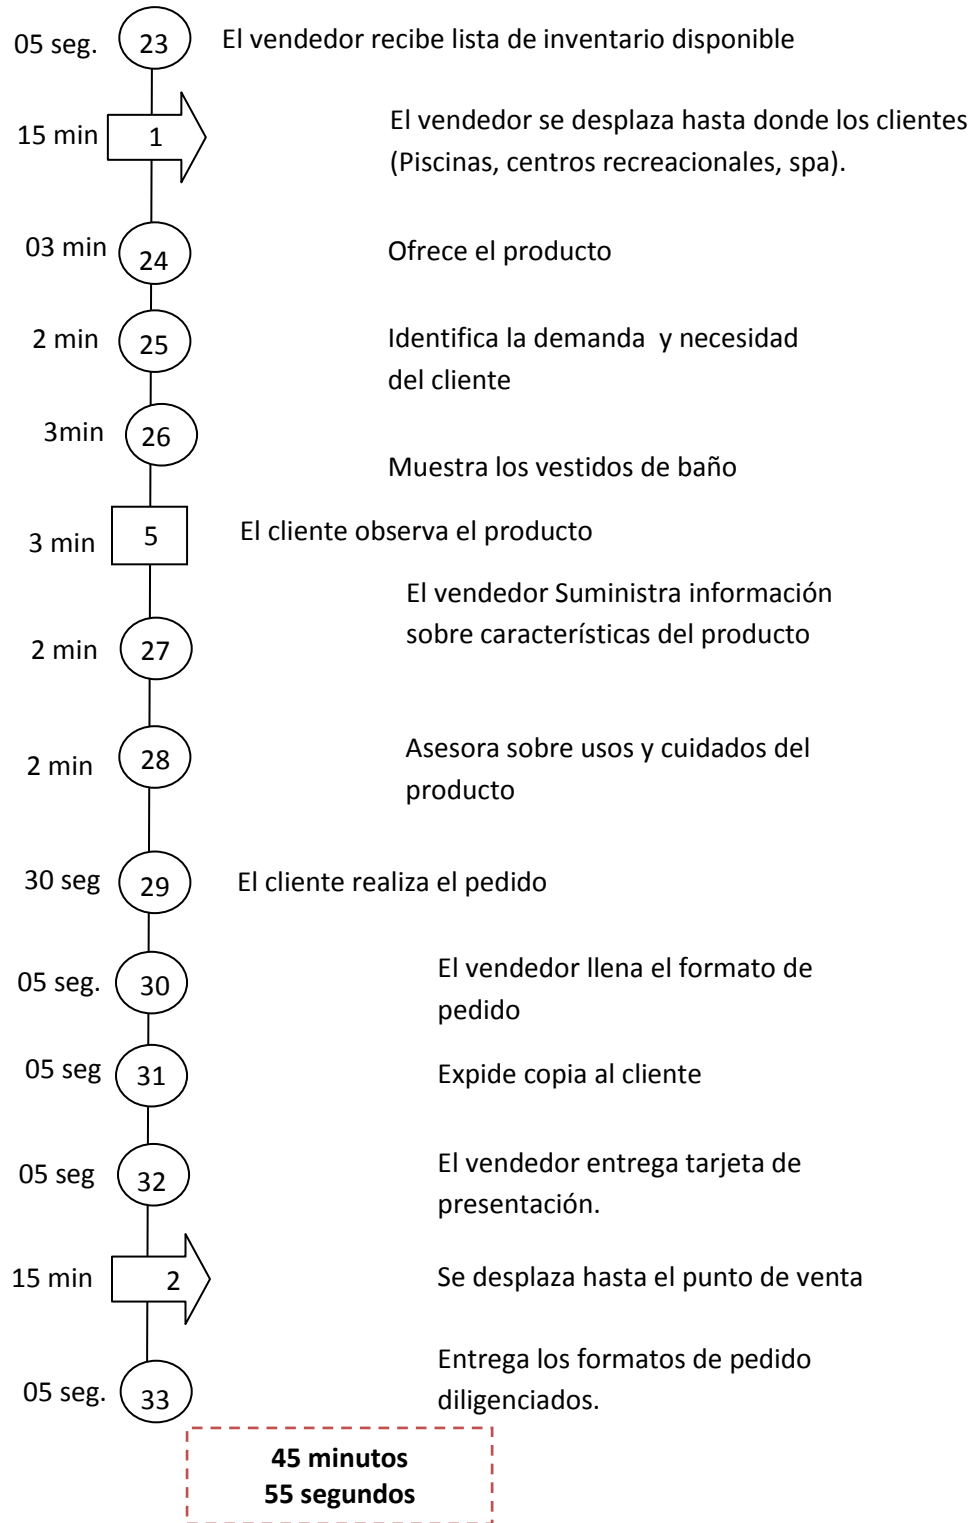 05 seg.
23
El vendedor recibe lista de inventario disponible
15 min
1
El vendedor se desplaza hasta donde los clientes
(Piscinas, centros recreacionales, spa).
03 min
24
Ofrece el producto
2 min
25
Identifica la demanda  y necesidad
del cliente
3min
26
Muestra los vestidos de baño
3 min
5
El cliente observa el producto
2 min
27
El vendedor Suministra información
sobre características del producto
2 min
28
Asesora sobre usos y cuidados del
producto
30 seg
29
El cliente realiza el pedido
05 seg.
30
El vendedor llena el formato de
pedido
05 seg
31
Expide copia al cliente
05 seg
32
El vendedor entrega tarjeta de
presentación.
15 min
2
Se desplaza hasta el punto de venta
05 seg.
33
Entrega los formatos de pedido
diligenciados.
45 minutos
55 segundos